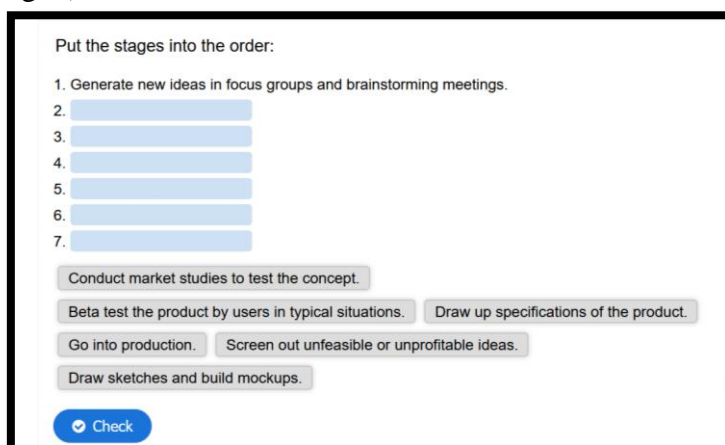 Put the stages into the order:
1. Generate new ideas in focus groups and brainstorming meetings.
2.
3.
4.
5.
6.
7.
Conduct market studies to test the concept.
Beta test the product by users in typical situations. Draw up specifications of the product.
Go into production. Screen out unfeasible or unprofitable ideas.
Draw sketches and build mockups.
Check